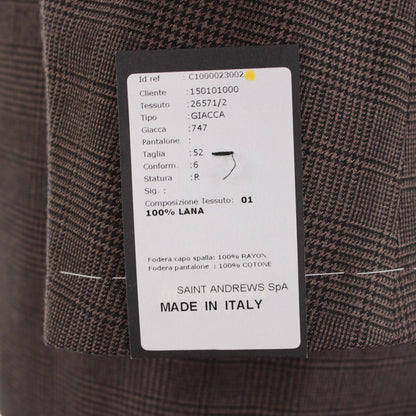 Id ref : C1000023002
Cliente :150101000
Tessuto :26571/2
Tipo :GIACCA
Giacca :747
Pantalone :
Taglia :52
Conform. :6
Statura :R
Sig. :
Composizione Tessuto: 01
100% LANA
Fodera capo spalla: 100% RAYON
Fodera pantalone : 100% COTONE
SAINT ANDREWS SpA
MADE IN ITALY